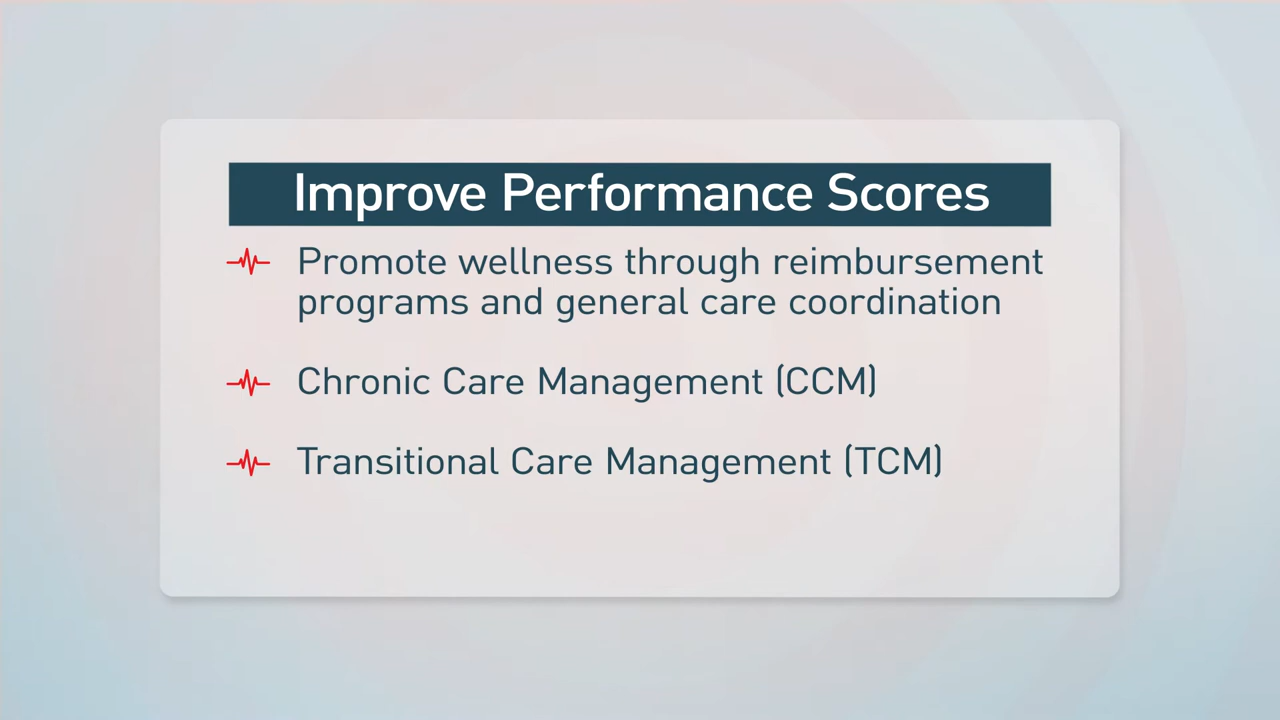 Improve Performance Scores
Promote wellness through reimbursement
programs and general care coordination
Chronic Care Management (CCM)
Transitional Care Management (TCM)